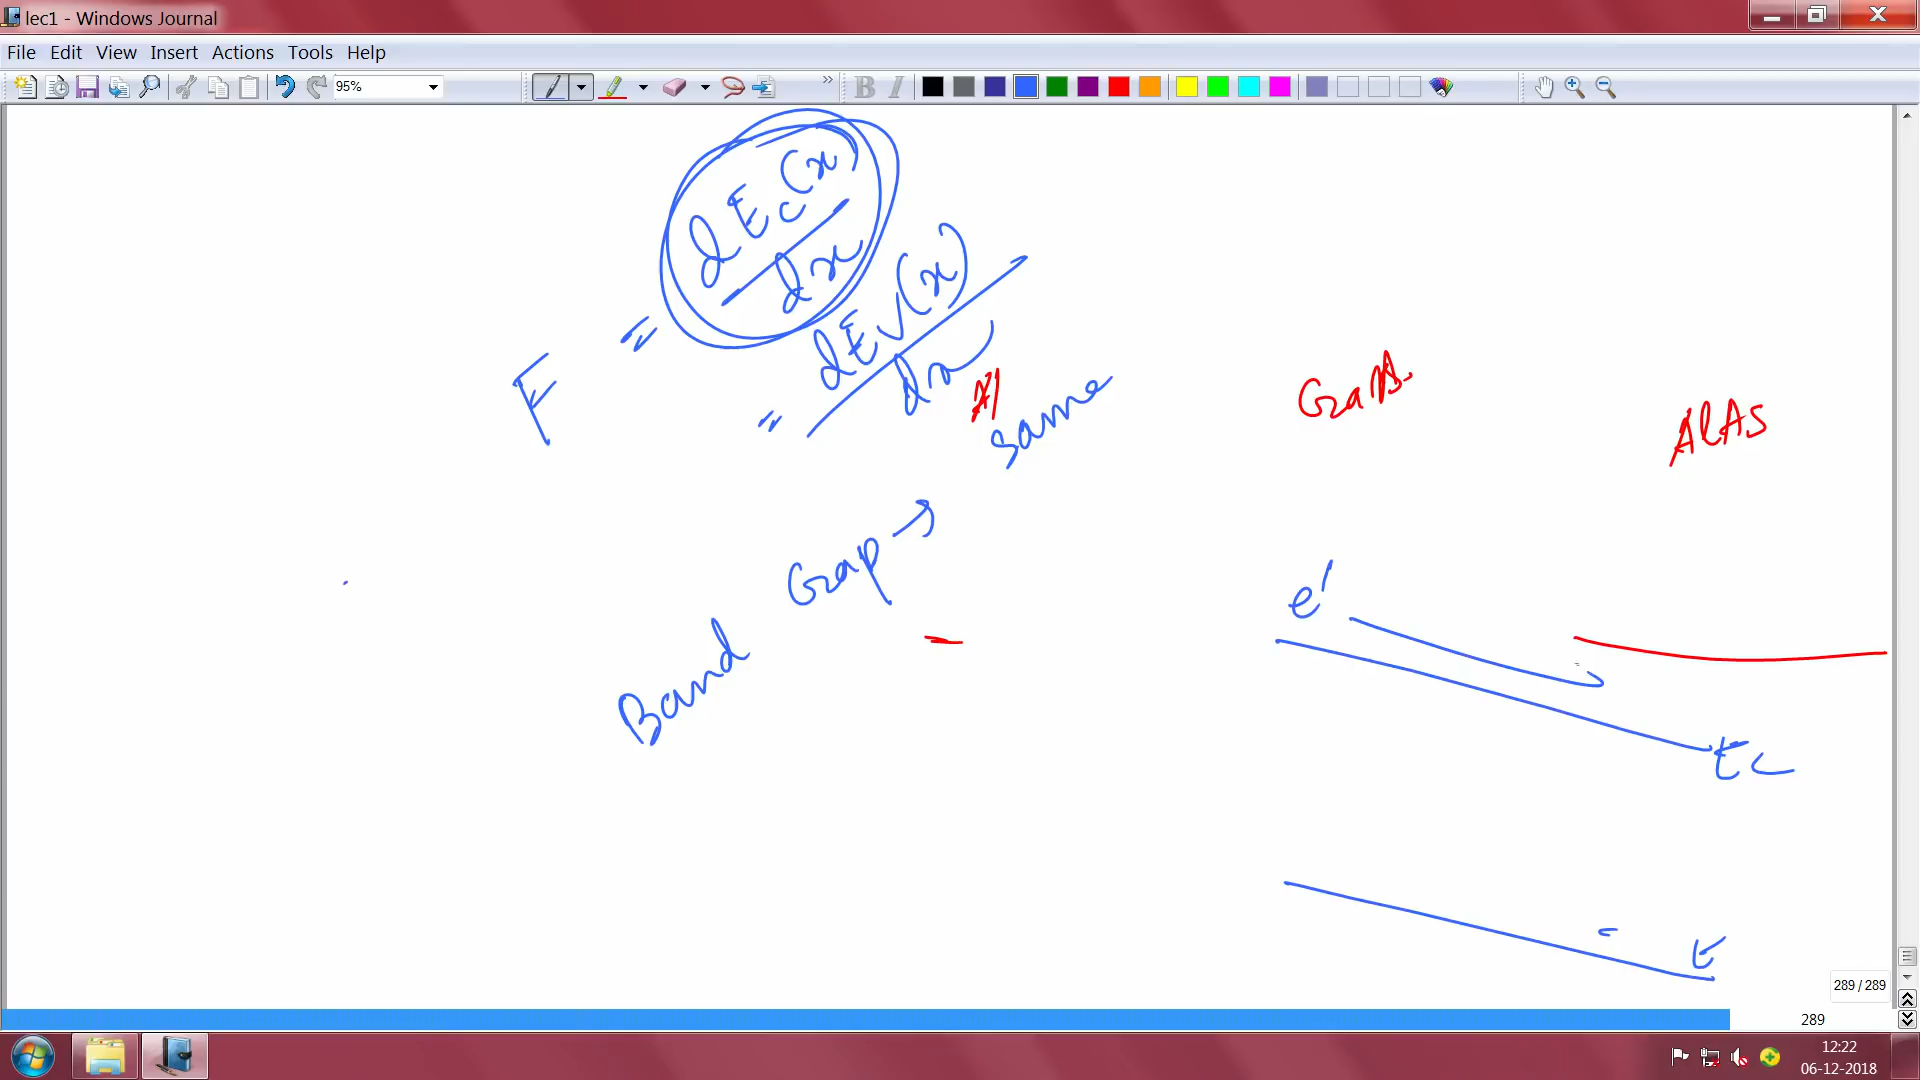 lec1 - Windows Journal
File Edit View Insert Actions Tools Help
95%
F = dEc(x)/dx
= dEv(x)/dx
same
GaAs
AlAs
Band Gap →
e'
Ec
E
289 / 289
289
12:22
06-12-2018